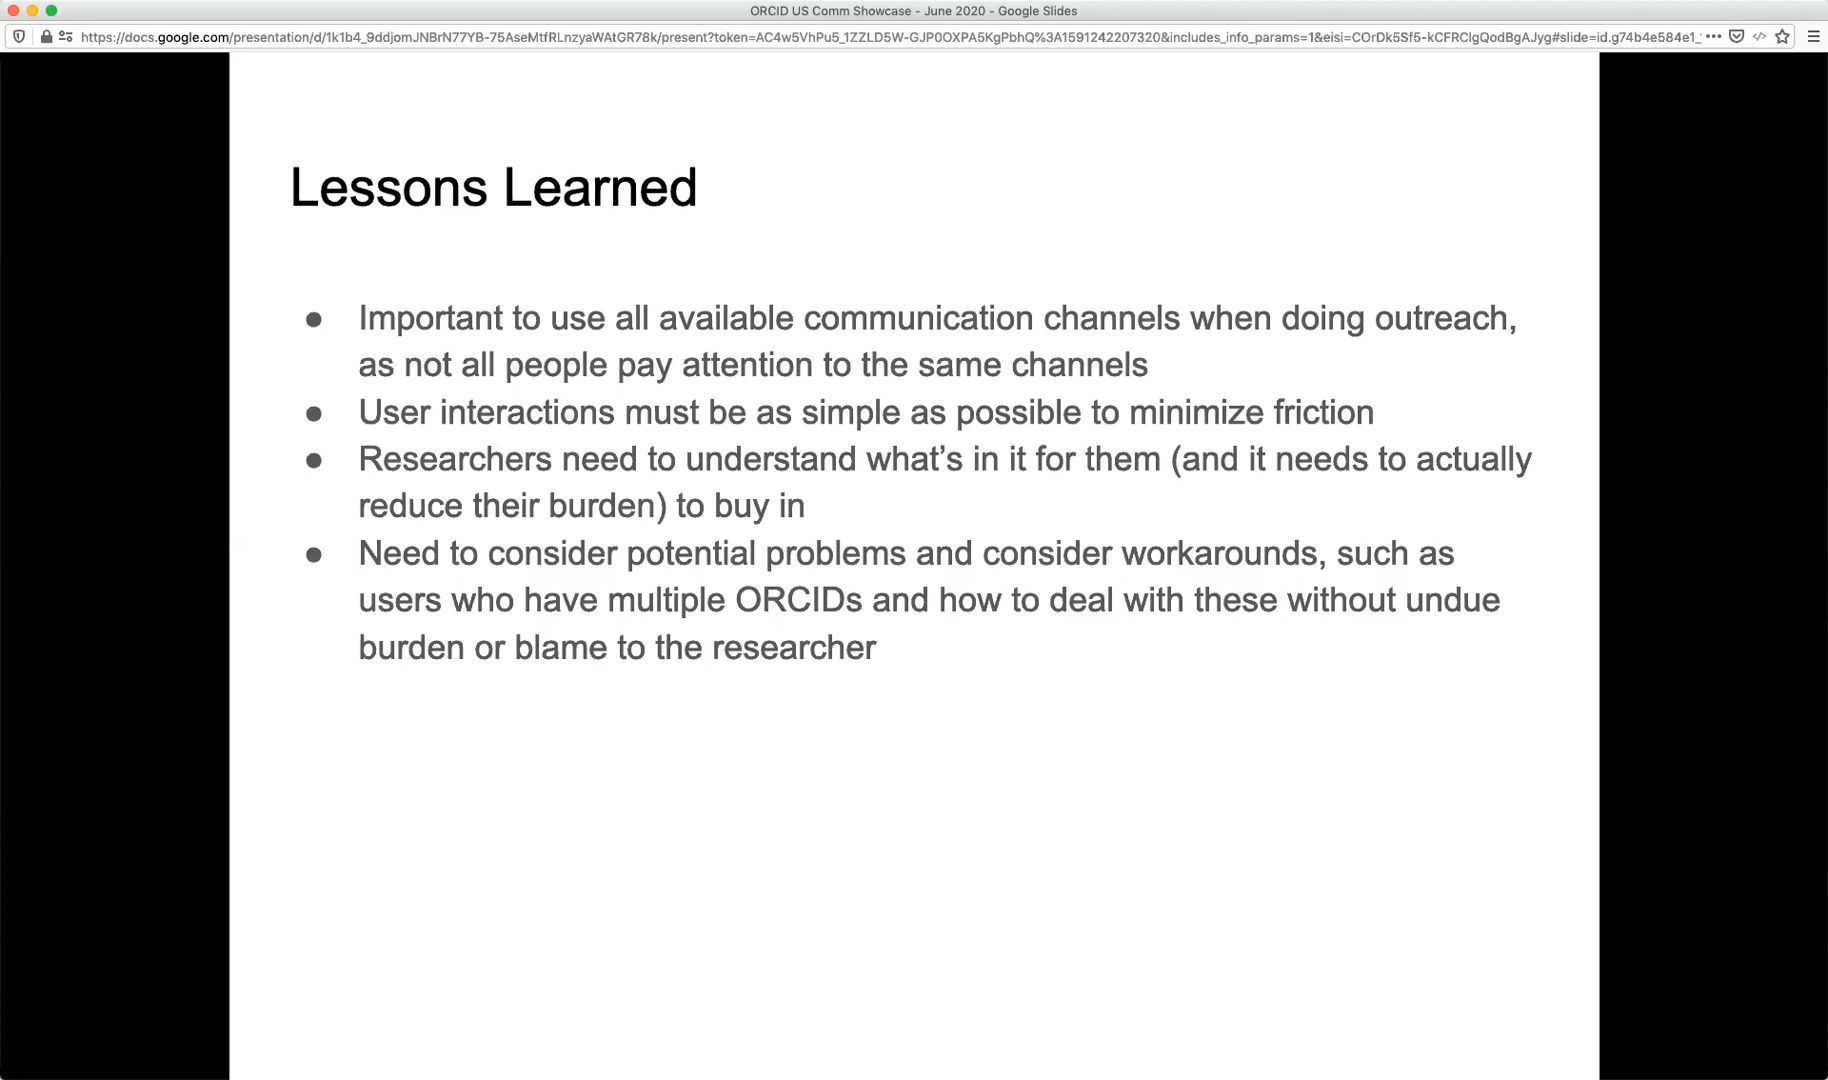 ORCID US Comm Showcase - June 2020 - Google Slides
https://docs.google.com/presentation/d/1k1b4_9ddjomJNBrN77YB-75AseMtfRLnzyaWAtGR78k/present?token=AC4w5VhPu5_1ZZLD5W-GJP0OXPA5KgPbhQ%3A1591242207320&includes_info_params=1&eisi=COrDk5Sf5-kCFRClgQodBgAJyg#slide=id.g74b4e584e1_
Lessons Learned
● Important to use all available communication channels when doing outreach,
as not all people pay attention to the same channels
● User interactions must be as simple as possible to minimize friction
● Researchers need to understand what’s in it for them (and it needs to actually
reduce their burden) to buy in
● Need to consider potential problems and consider workarounds, such as
users who have multiple ORCIDs and how to deal with these without undue
burden or blame to the researcher